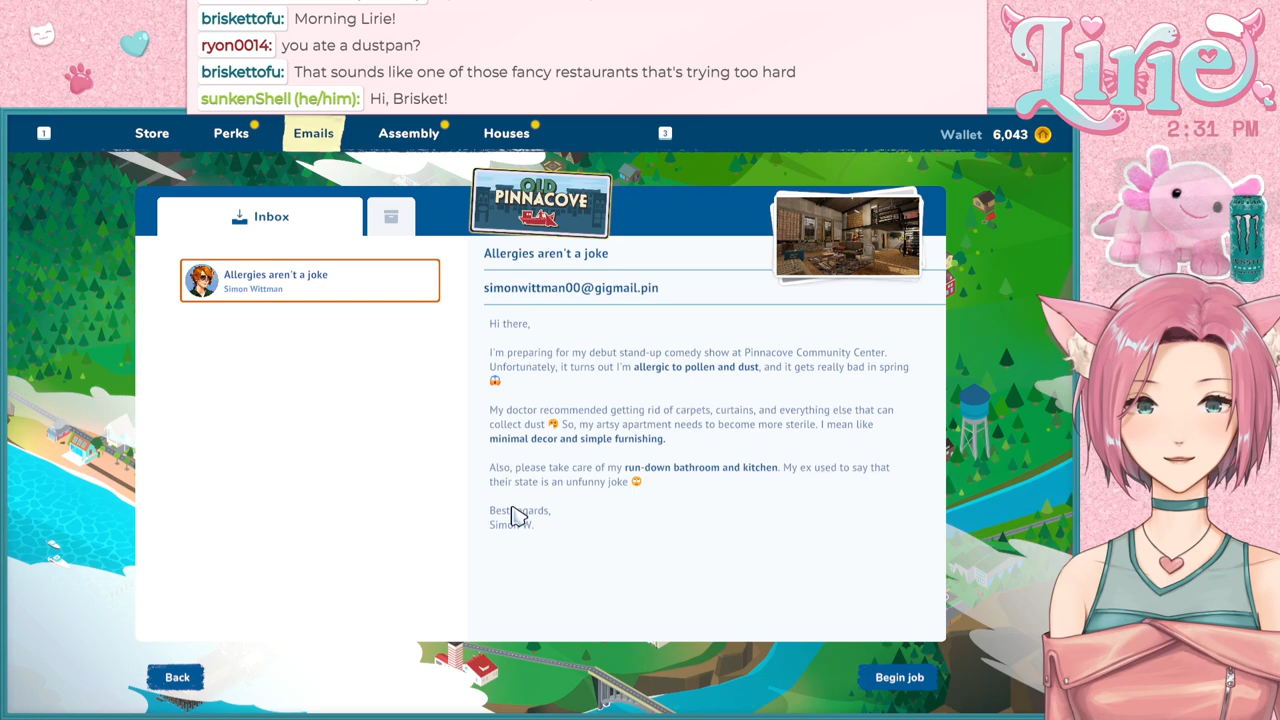 briskettofu: Morning Lirie!
ryon0014: you ate a dustpan?
briskettofu: That sounds like one of those fancy restaurants that's trying too hard
sunkenShell (he/him): Hi, Brisket!
Lirie
2:31 PM
1 Store Perks Emails Assembly Houses 3 Wallet 6,043
Inbox
OLD PINNACOVE
Allergies aren't a joke
Simon Wittman
Allergies aren't a joke
simonwittman00@gigmail.pin
Hi there,
I'm preparing for my debut stand-up comedy show at Pinnacove Community Center.
Unfortunately, it turns out I'm allergic to pollen and dust, and it gets really bad in spring
😱
My doctor recommended getting rid of carpets, curtains, and everything else that can
collect dust 🤧 So, my artsy apartment needs to become more sterile. I mean like
minimal decor and simple furnishing.
Also, please take care of my run-down bathroom and kitchen. My ex used to say that
their state is an unfunny joke 🙄
Best regards,
Simon W.
Back
Begin job